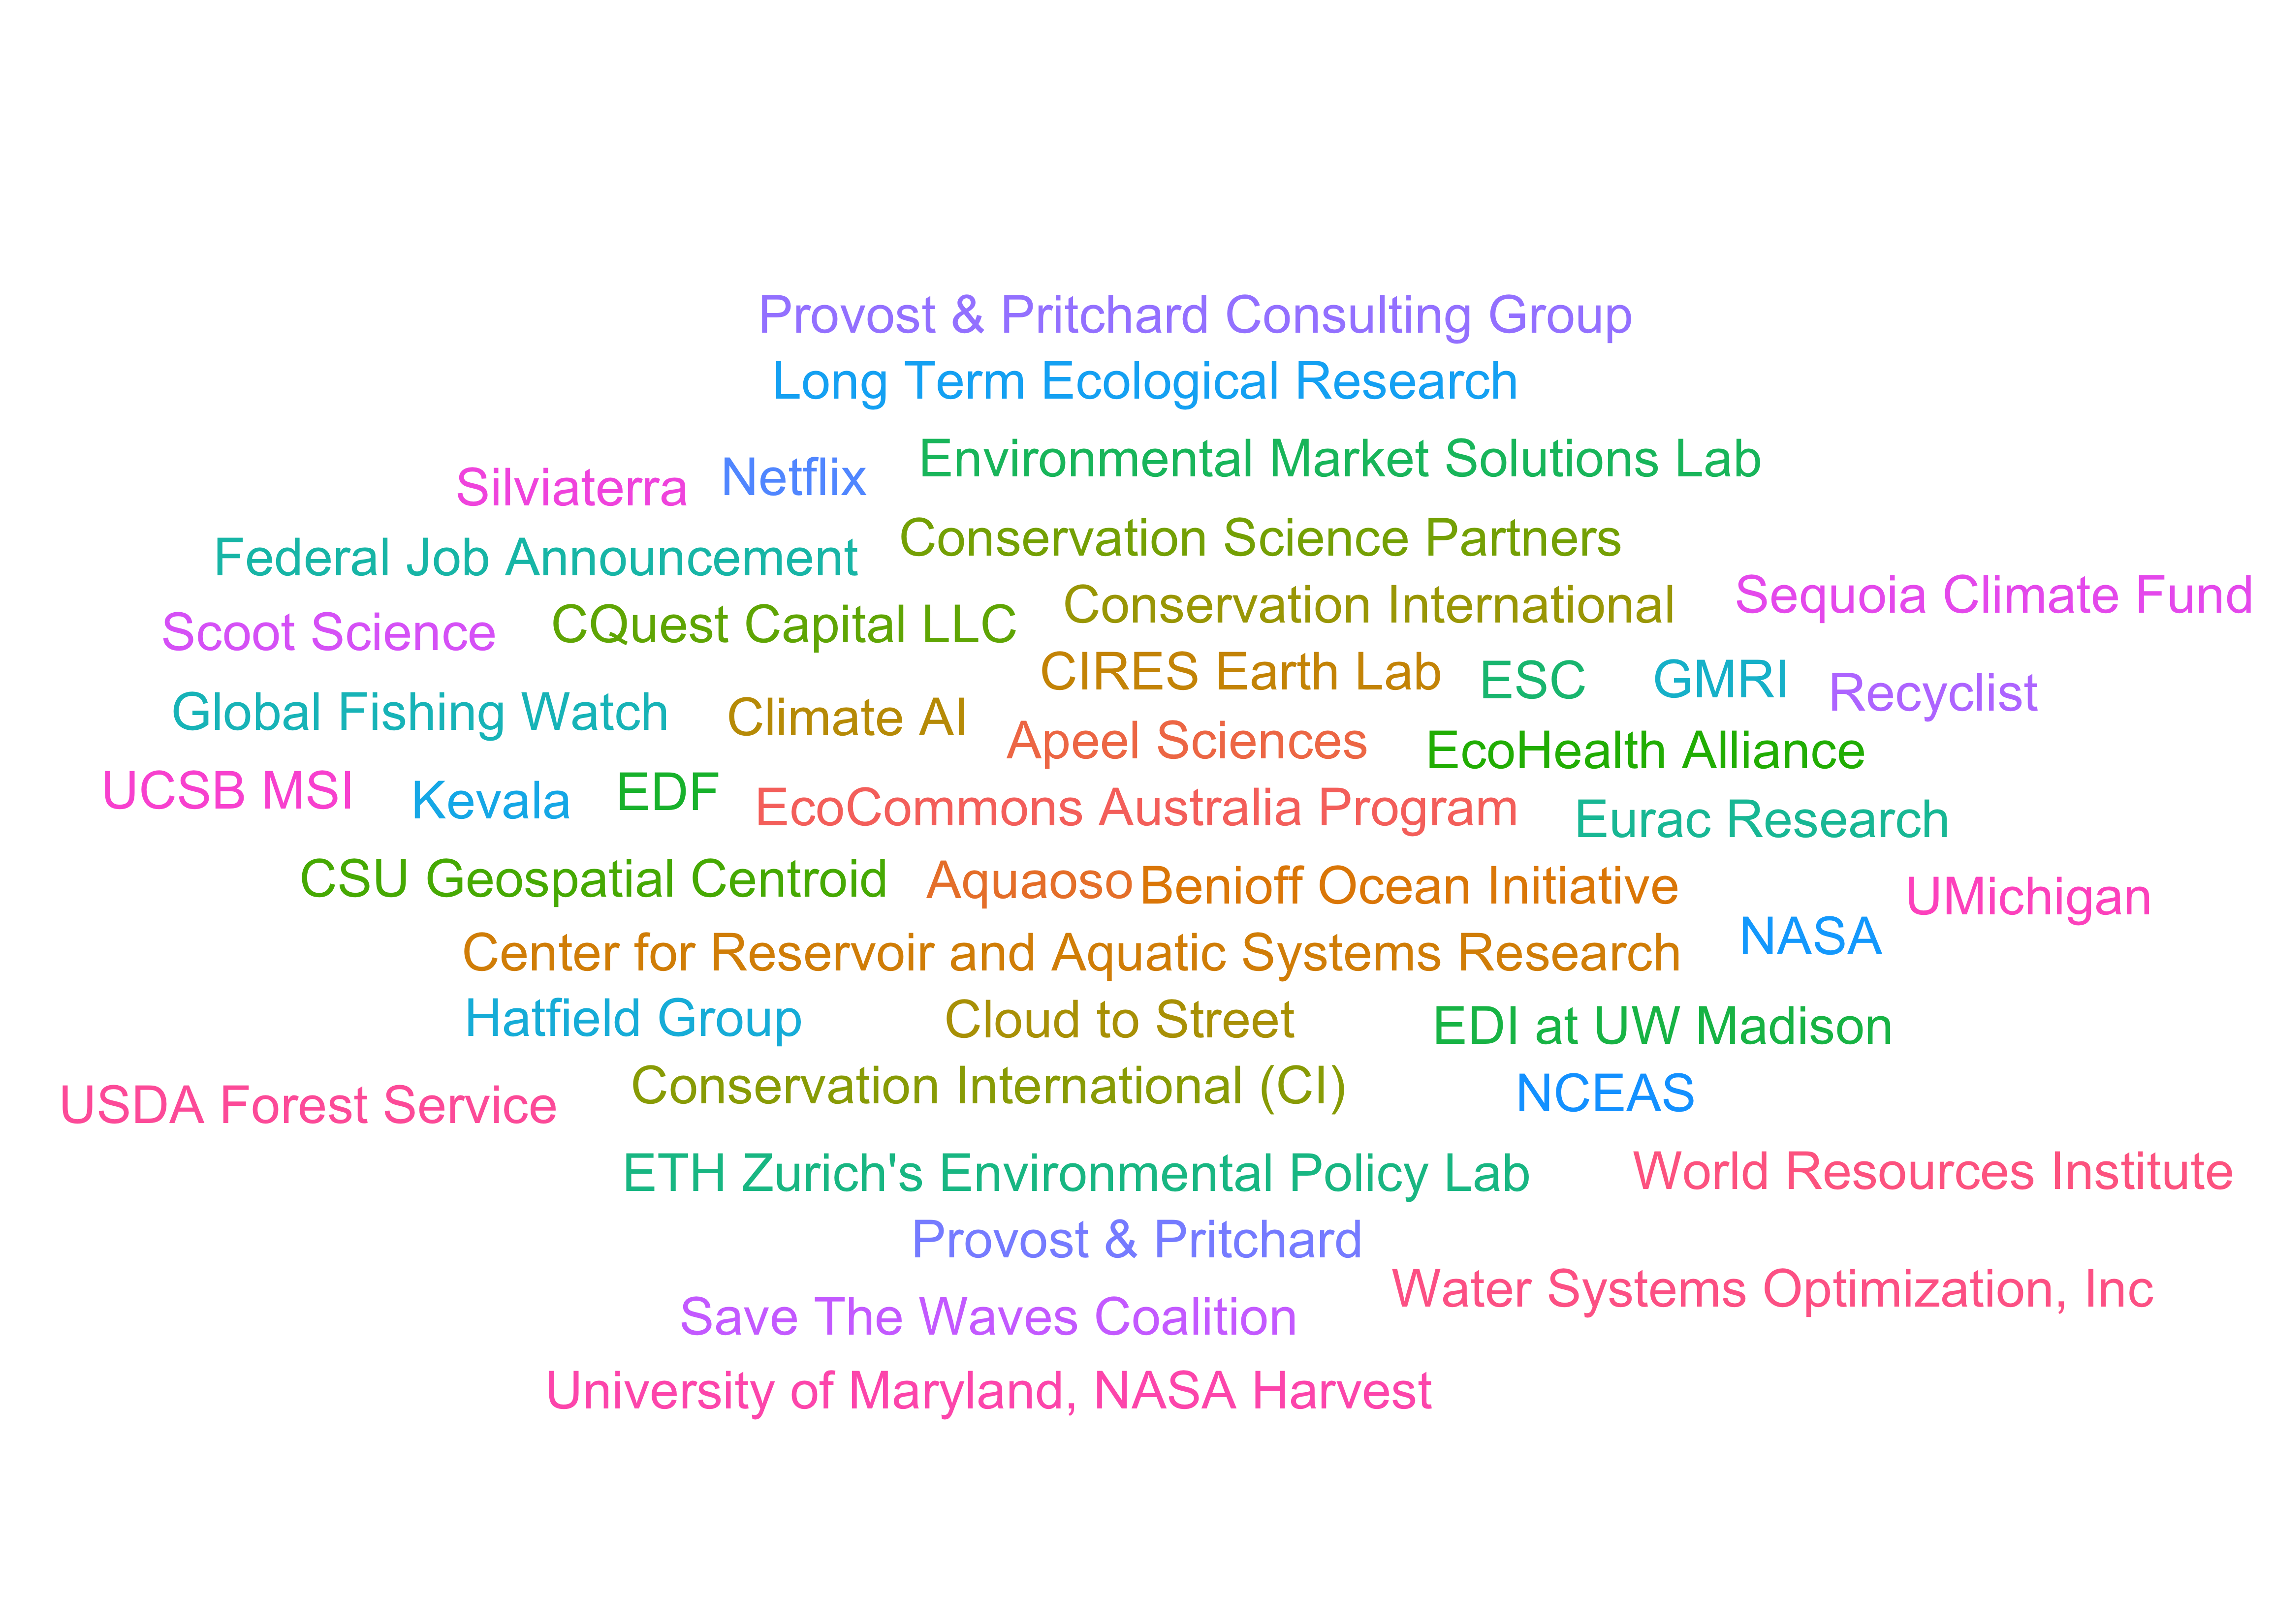 Provost & Pritchard Consulting Group
Long Term Ecological Research
Environmental Market Solutions Lab
Silviaterra
Netflix
Conservation Science Partners
Federal Job Announcement
Conservation International
Sequoia Climate Fund
Scoot Science
CQuest Capital LLC
CIRES Earth Lab
ESC
GMRI
Recyclist
Global Fishing Watch
Climate AI
Apeel Sciences
EcoHealth Alliance
UCSB MSI
Kevala
EDF
EcoCommons Australia Program
Eurac Research
CSU Geospatial Centroid
Aquaoso
Benioff Ocean Initiative
UMichigan
NASA
Center for Reservoir and Aquatic Systems Research
Hatfield Group
Cloud to Street
EDI at UW Madison
Conservation International (CI)
NCEAS
USDA Forest Service
ETH Zurich's Environmental Policy Lab
World Resources Institute
Provost & Pritchard
Water Systems Optimization, Inc
Save The Waves Coalition
University of Maryland, NASA Harvest